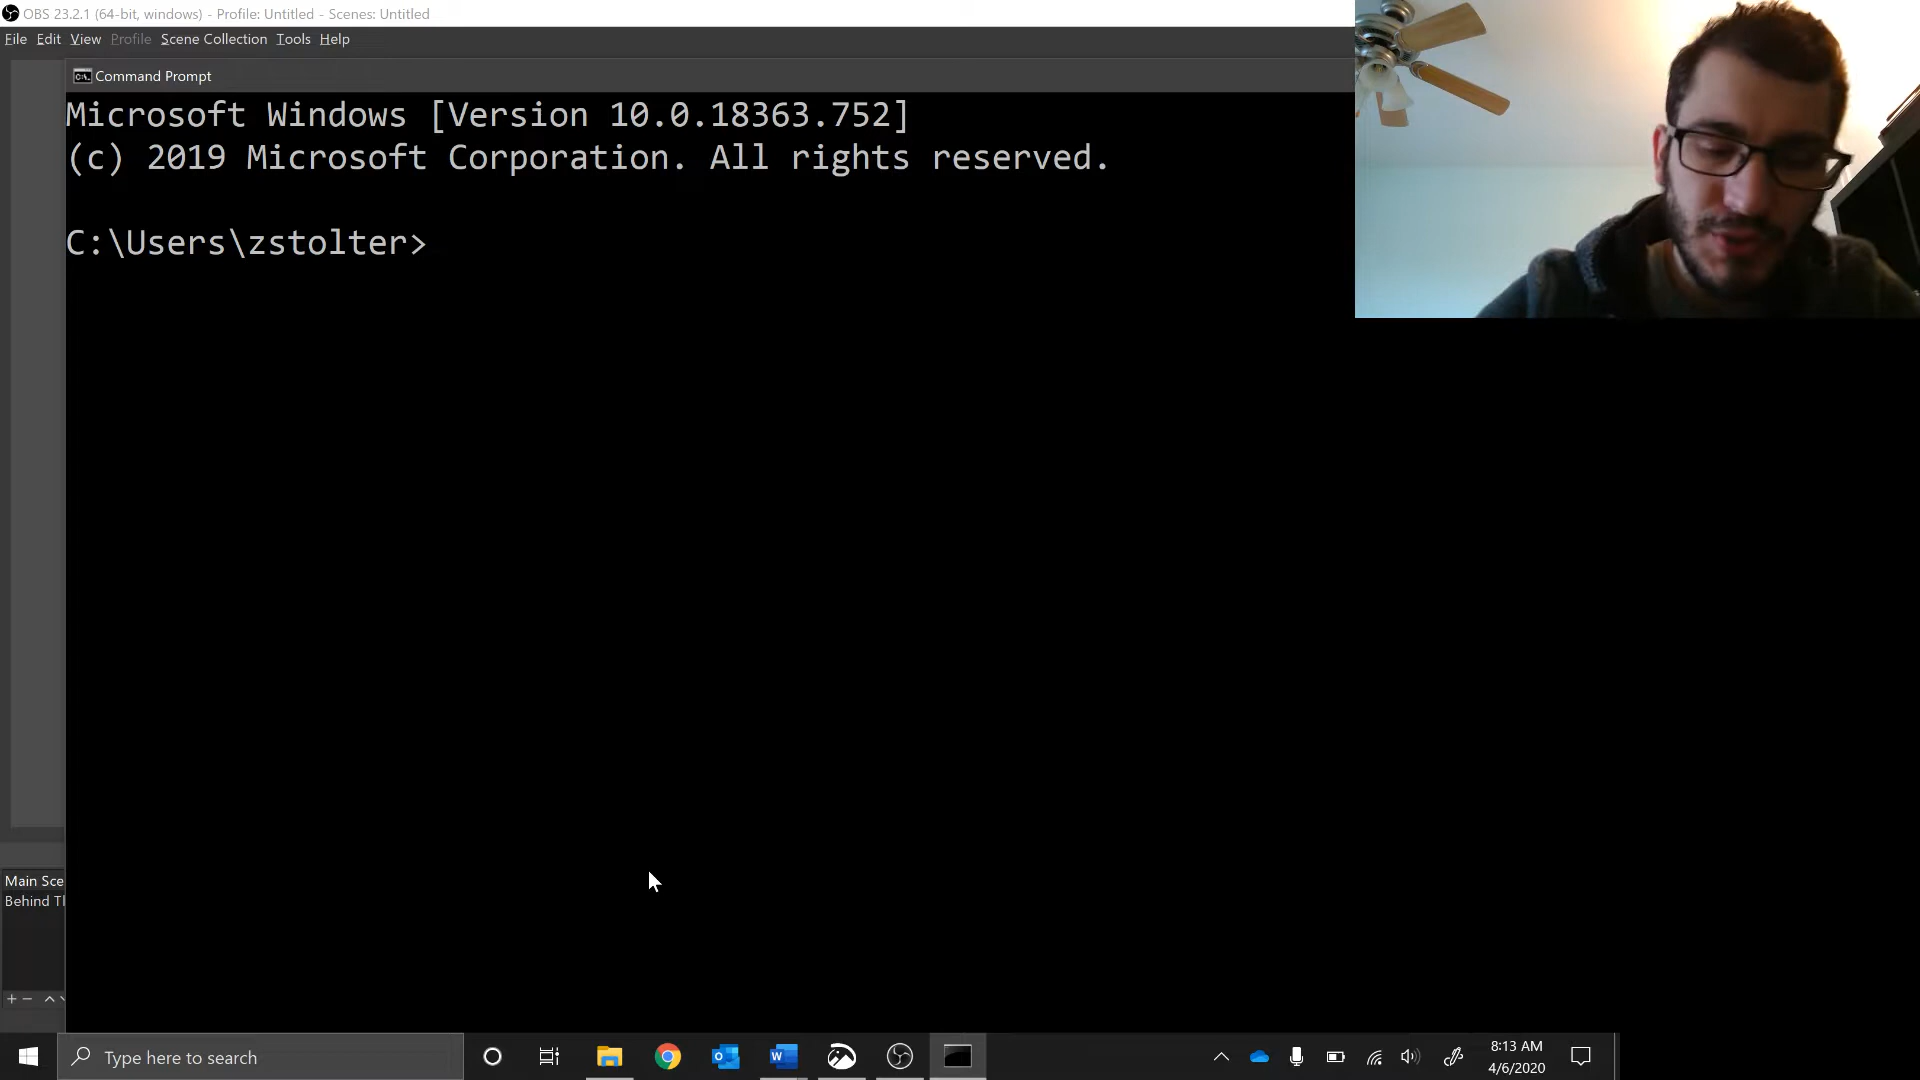 OBS 23.2.1 (64-bit, windows) - Profile: Untitled - Scenes: Untitled
File Edit View Profile Scene Collection Tools Help
Command Prompt
Microsoft Windows [Version 10.0.18363.752]
(c) 2019 Microsoft Corporation. All rights reserved.
C:\Users\zstolter>
Main Sce
Behind Tl
Type here to search
8:13 AM
4/6/2020